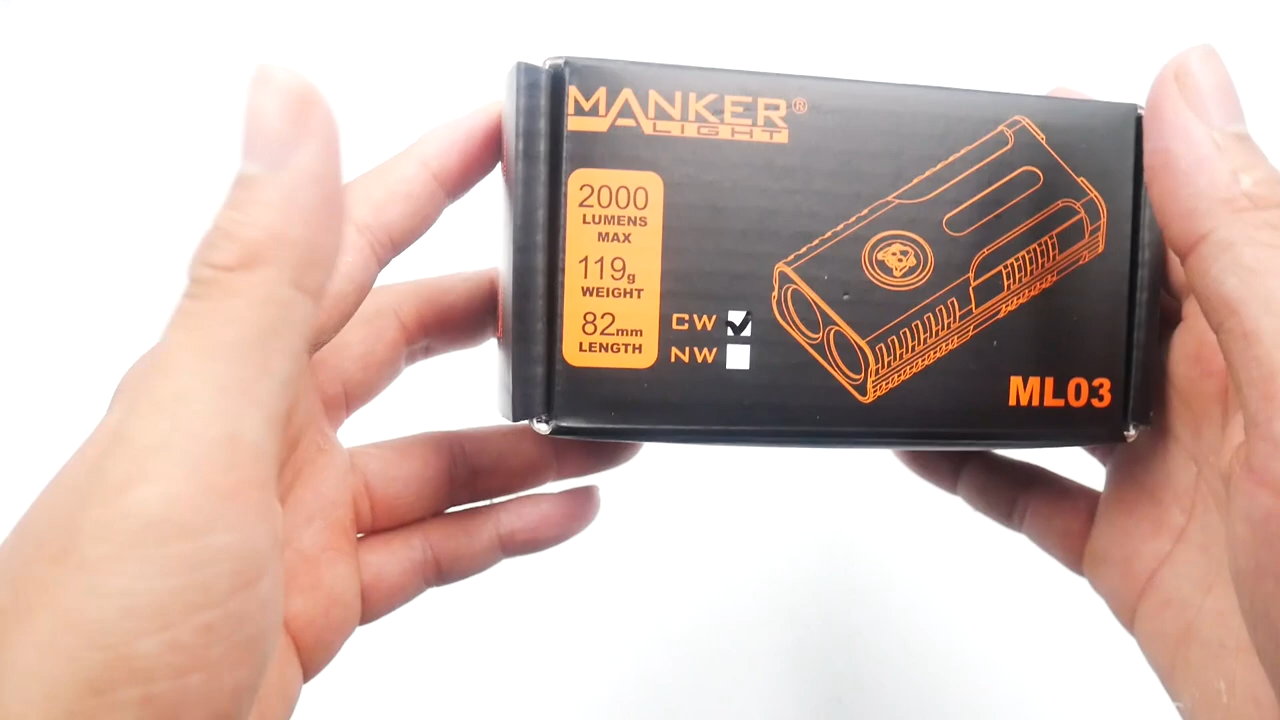 MANKER®
LIGHT
2000
LUMENS
MAX
119g
WEIGHT
82mm
LENGTH
CW
NW
ML03